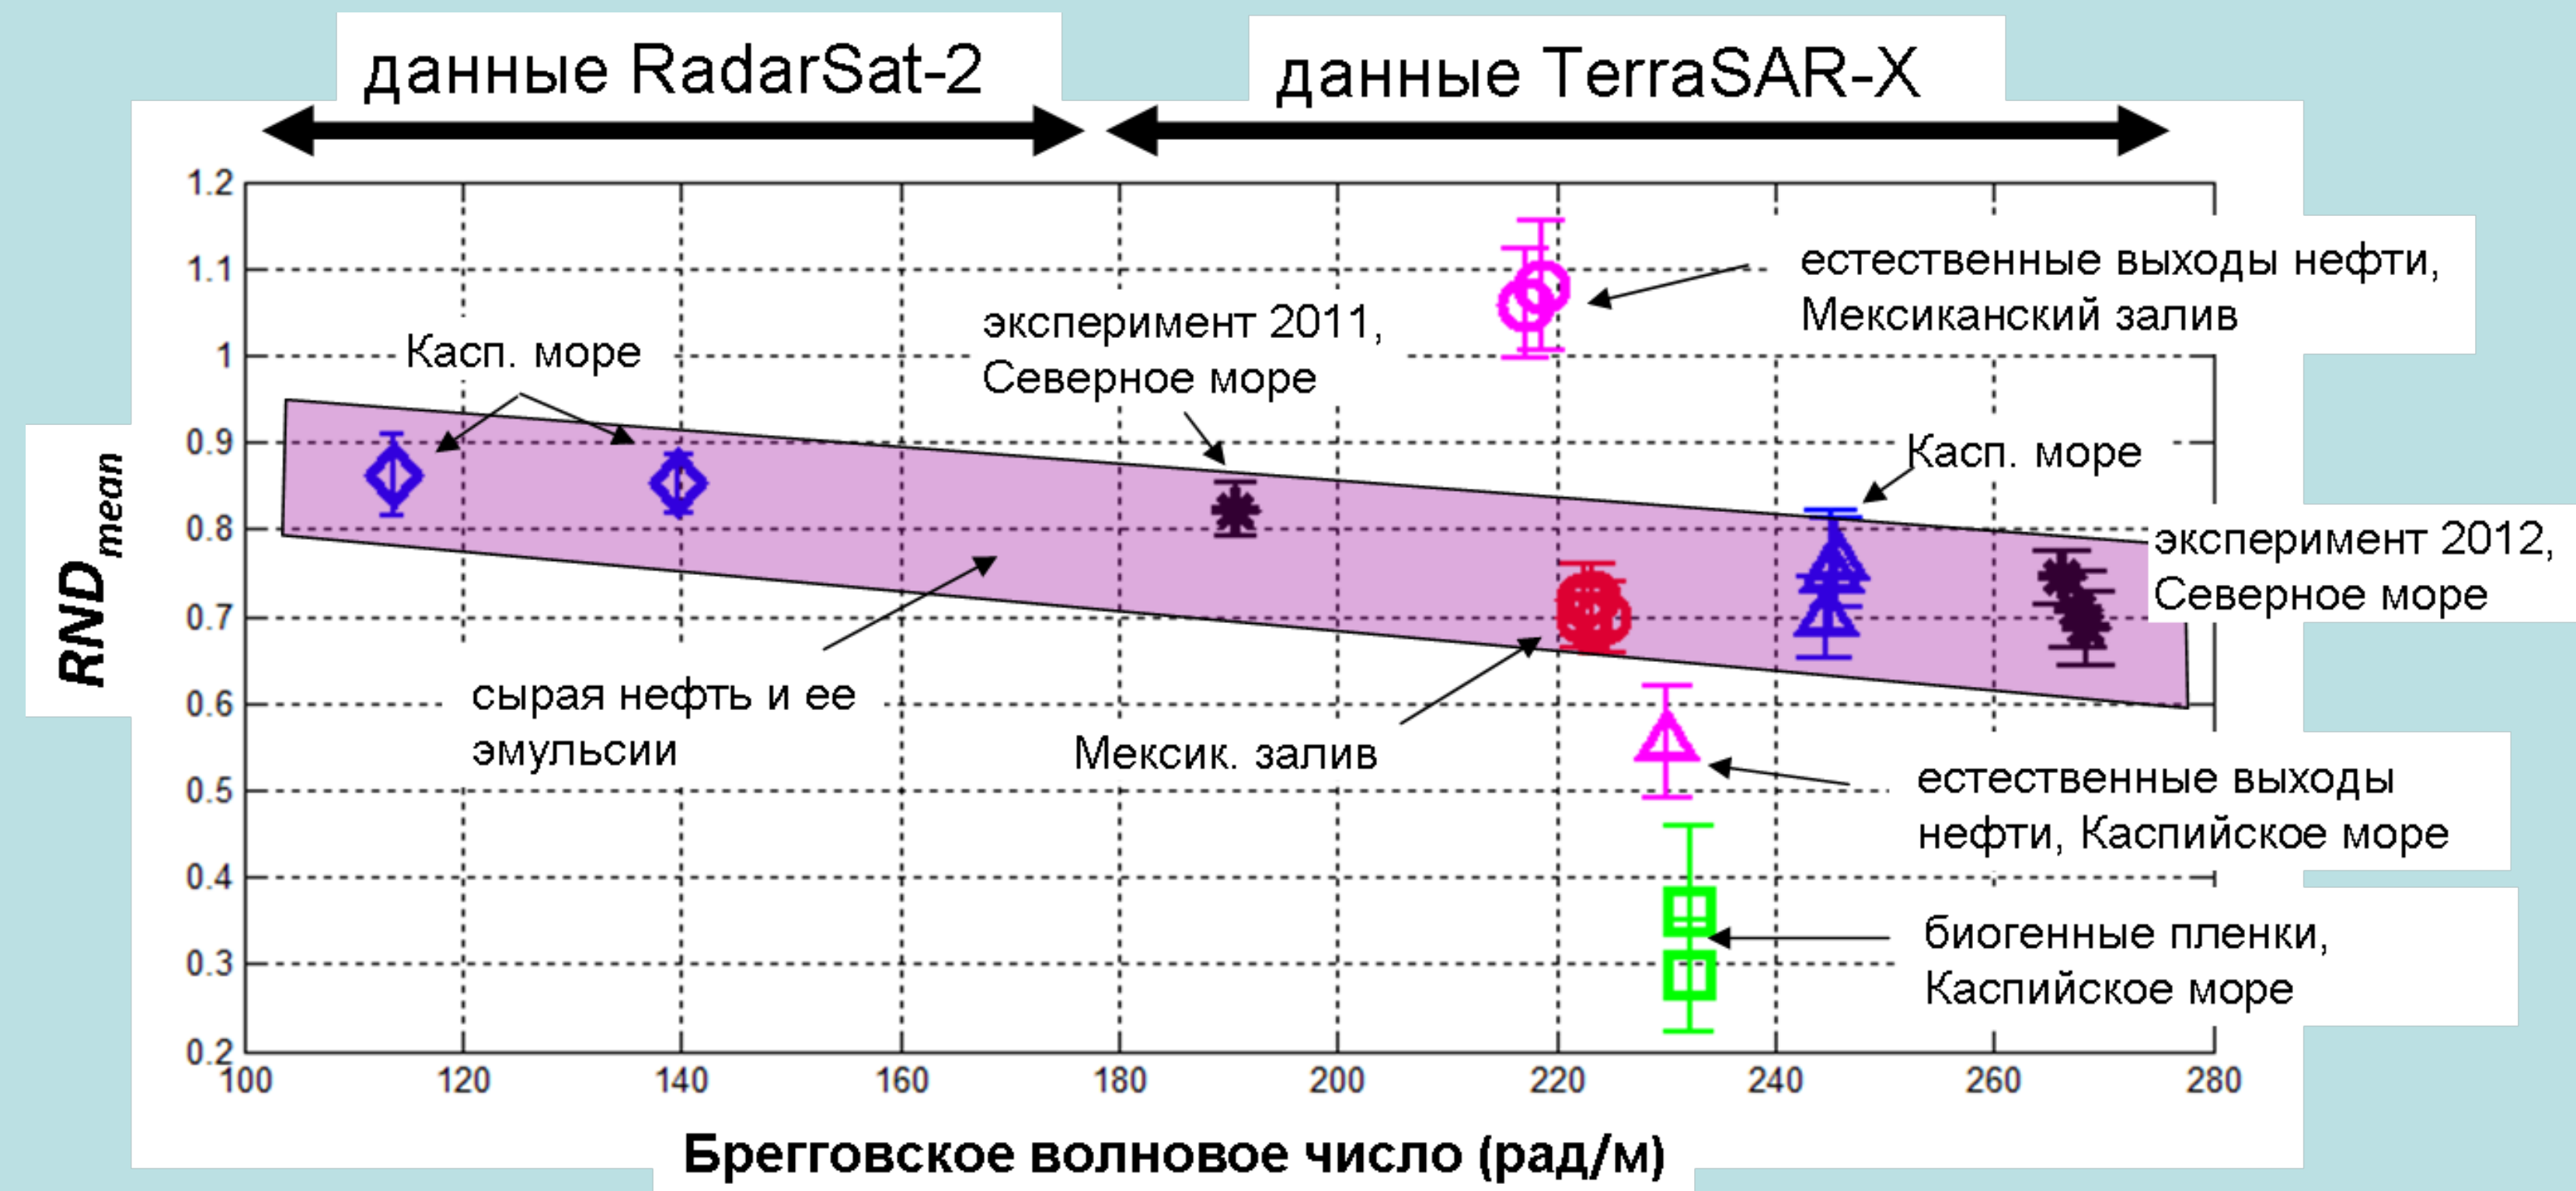 данные RadarSat-2
данные TerraSAR-X
1.2
1.1
1
0.9
0.8
0.7
0.6
0.5
0.4
0.3
0.2
RND mean
естественные выходы нефти,
Мексиканский залив
эксперимент 2011,
Северное море
Касп. море
Касп. море
эксперимент 2012,
Северное море
сырая нефть и ее
эмульсии
Мексик. залив
естественные выходы
нефти, Каспийское море
биогенные пленки,
Каспийское море
100 120 140 160 180 200 220 240 260 280
Брегговское волновое число (рад/м)